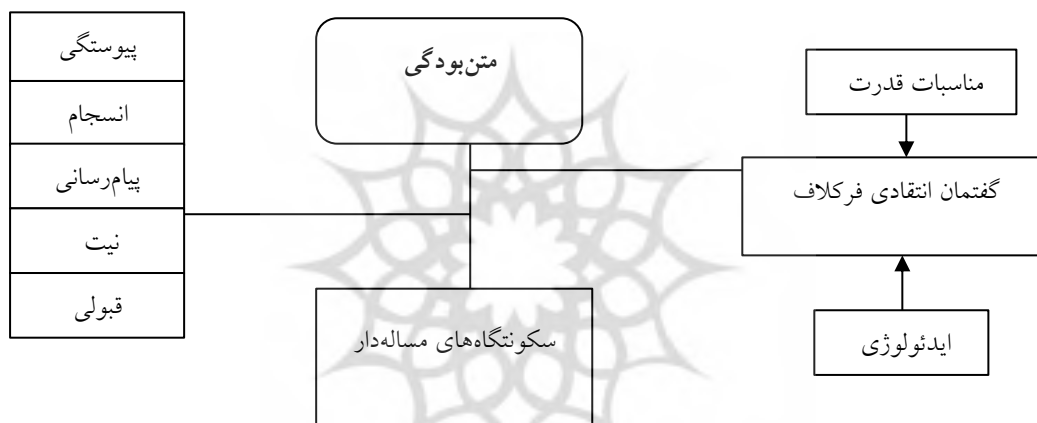 متن‌بودگی
مناسبات قدرت
گفتمان انتقادی فرکلاف
ایدئولوژی
پیوستگی
انسجام
پیام‌رسانی
نیت
قبولی
سکونتگاه‌های مساله‌دار